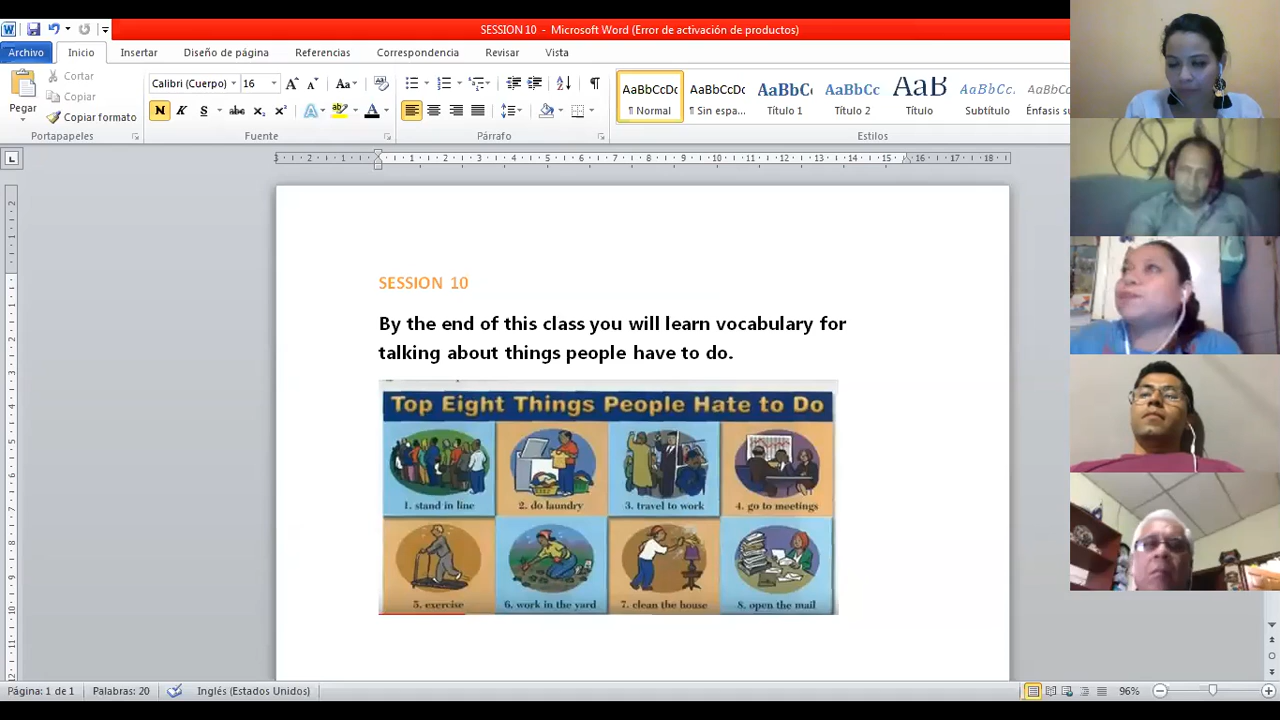 SESSION 10 - Microsoft Word (Error de activación de productos)
Archivo Inicio Insertar Diseño de página Referencias Correspondencia Revisar Vista
Cortar
Copiar
Copiar formato
Pegar
Portapapeles
Calibri (Cuerpo) 16
Fuente
Párrafo
AaBbCcDc AaBbCcDc AaBbC AaBbCc AaB AaBbCc. AaBbCc
¶ Normal ¶ Sin espa... Título 1 Título 2 Título Subtítulo Énfasis su
Estilos
SESSION 10
By the end of this class you will learn vocabulary for
talking about things people have to do.
Top Eight Things People Hate to Do
1. stand in line 2. do laundry 3. travel to work 4. go to meetings
5. exercise 6. work in the yard 7. clean the house 8. open the mail
Página: 1 de 1 Palabras: 20 Inglés (Estados Unidos) 96%